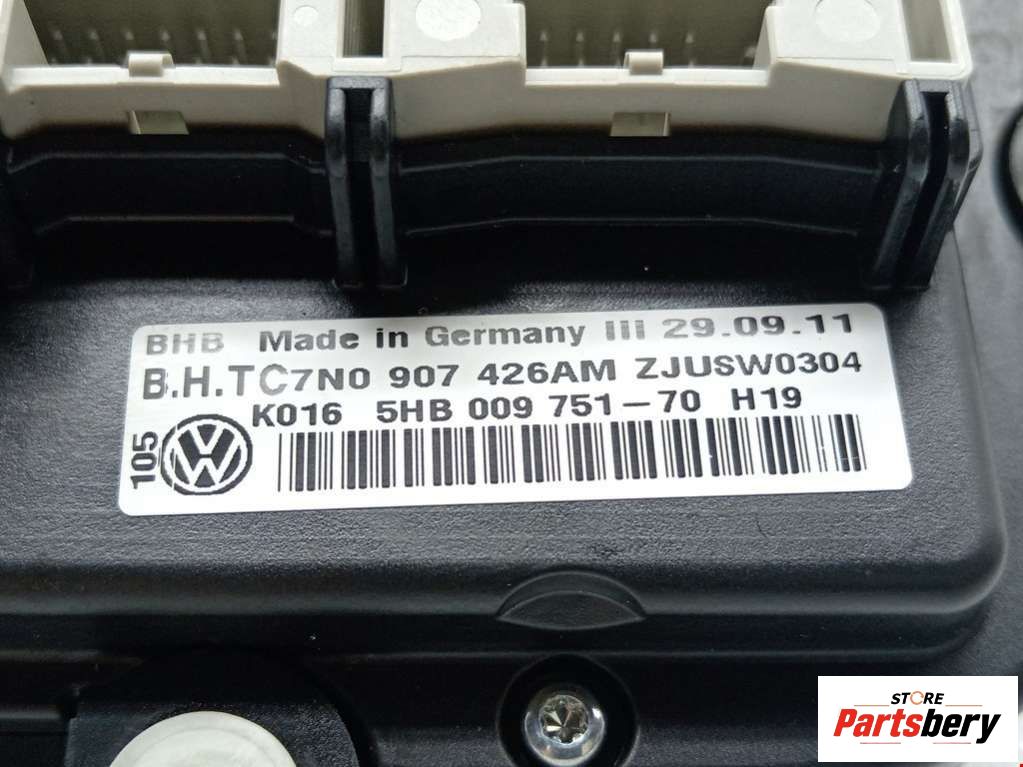 BHB Made in Germany III 29.09.11
B.H.TC7N0 907 426AM ZJUSW0304
K016 5HB 009 751-70 H19
105
STORE
Partsbery